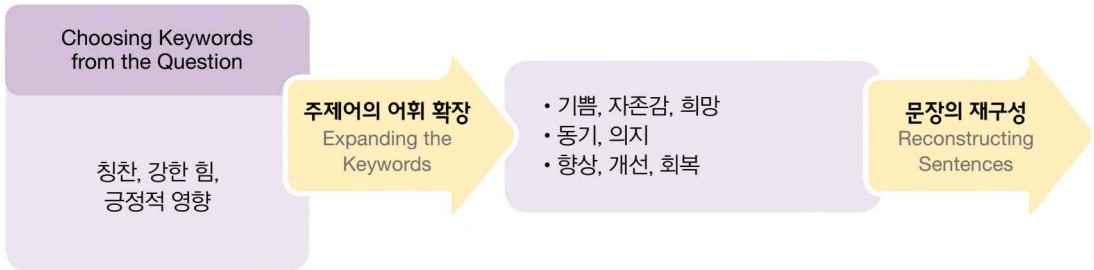 Choosing Keywords
from the Question
칭찬, 강한 힘,
긍정적 영향
주제어의 어휘 확장
Expanding the
Keywords
• 기쁨, 자존감, 희망
• 동기, 의지
• 향상, 개선, 회복
문장의 재구성
Reconstructing
Sentences